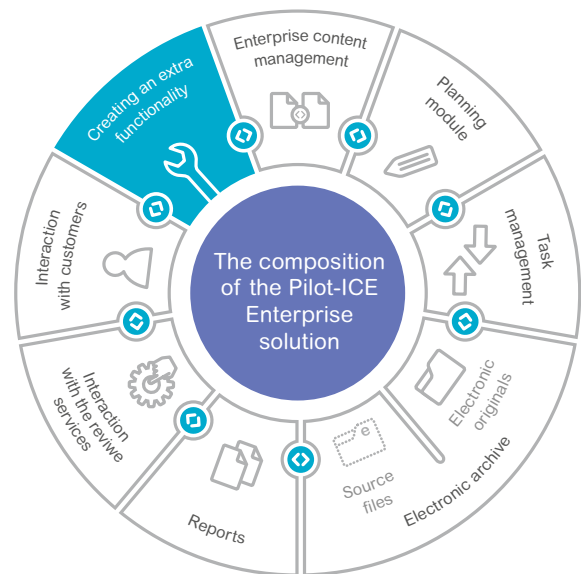 Enterprise content
management
Planning
module
Task
management
Electronic
originals
Electronic archive
Source
files
e
Reports
Interaction
with the reviwe
services
Interaction
with customers
Creating an extra
functionality
The composition
of the Pilot-ICE
Enterprise
solution